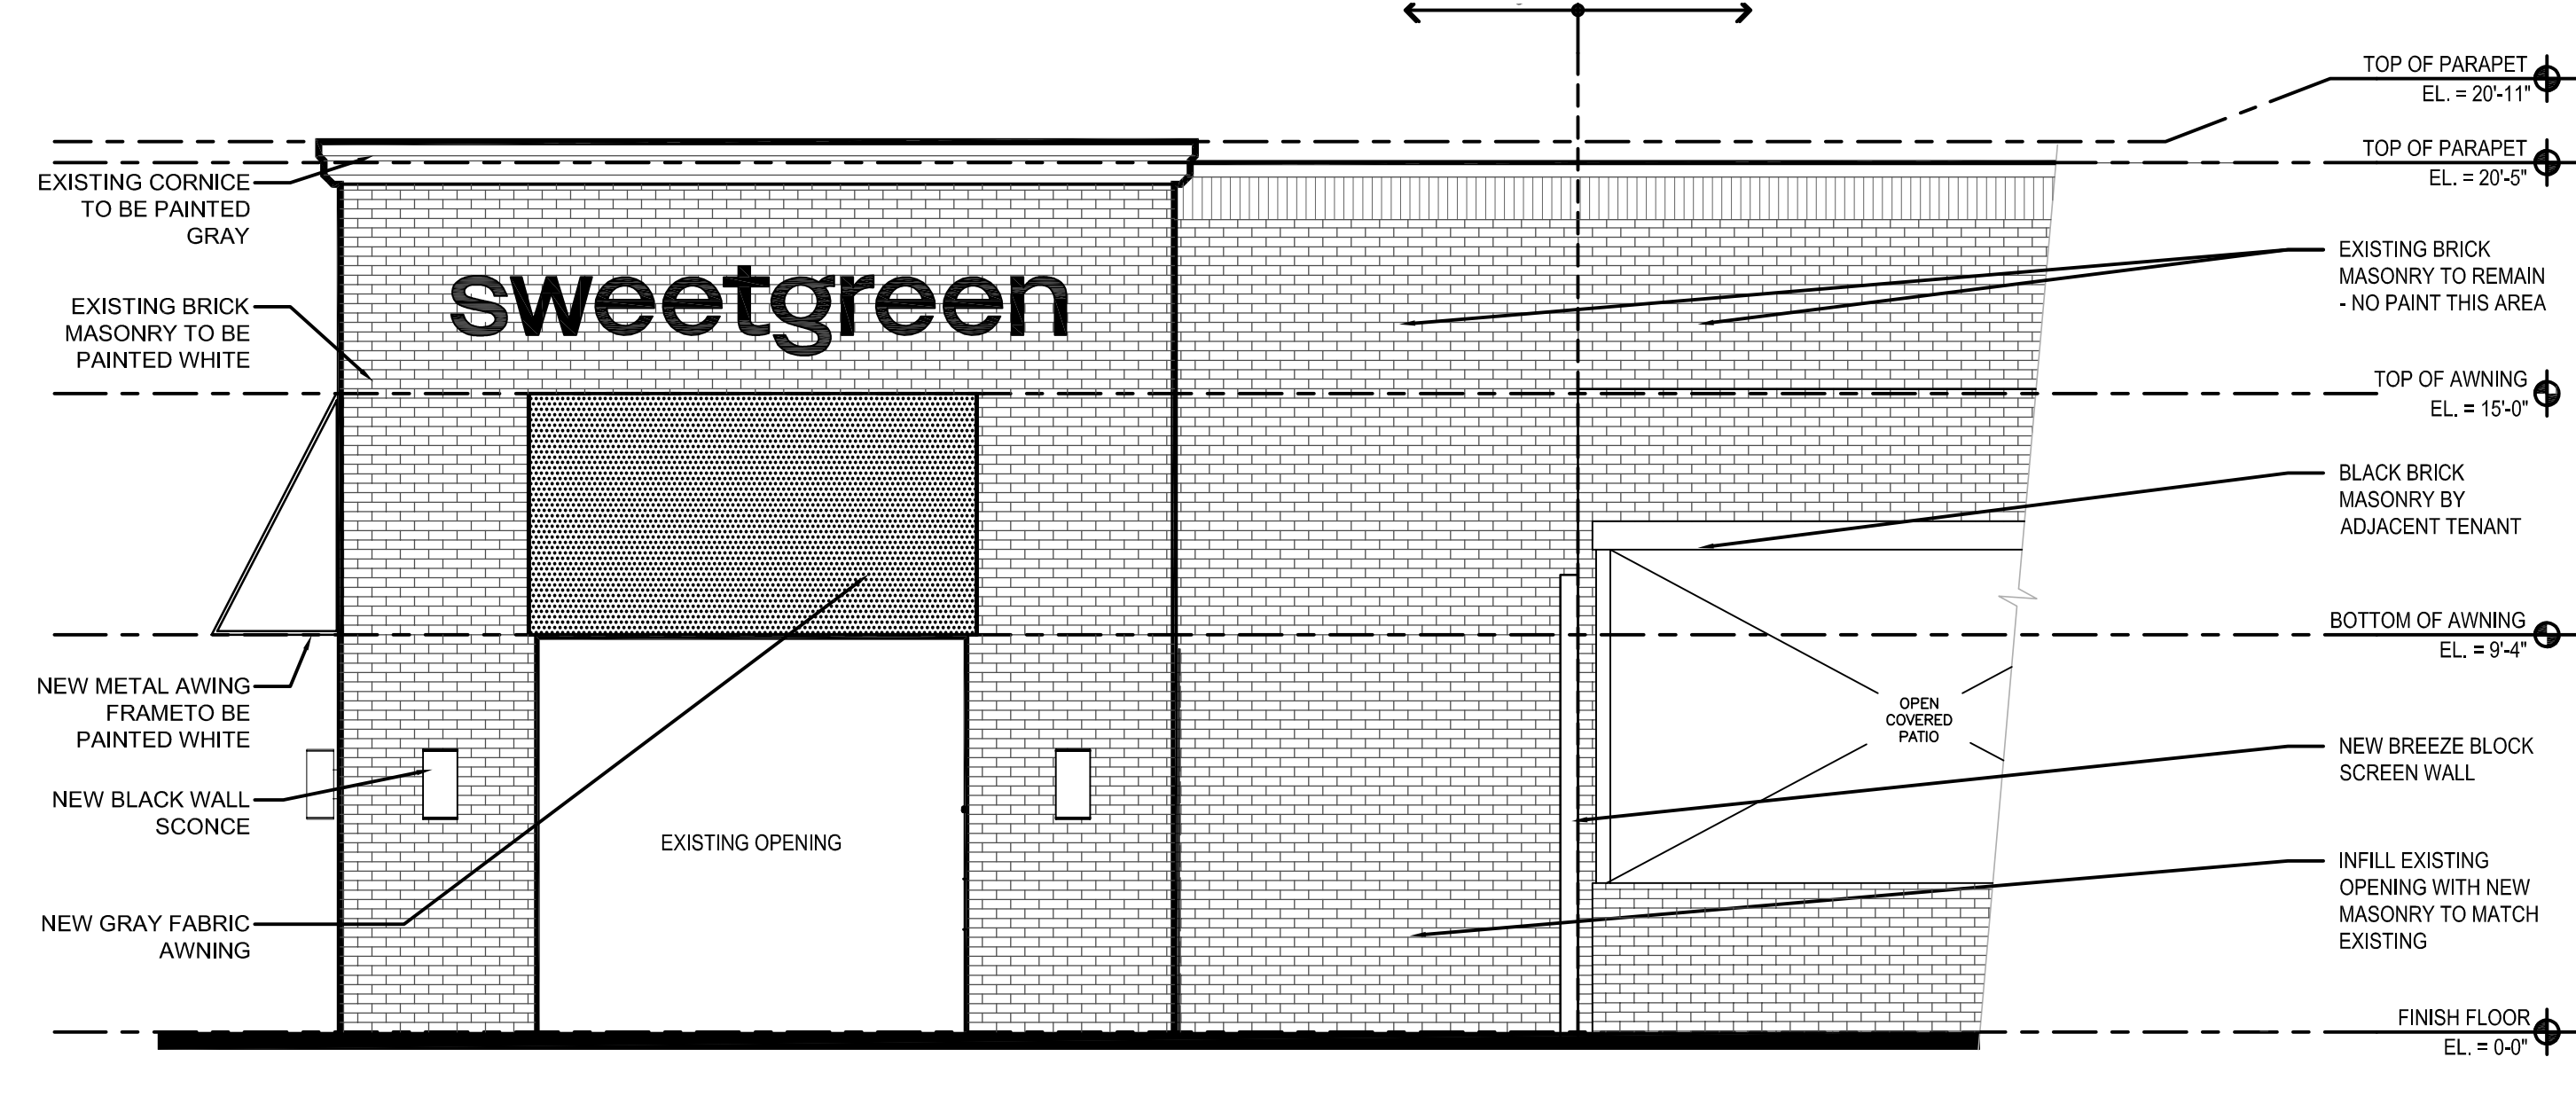 EXISTING CORNICE
TO BE PAINTED
GRAY
EXISTING BRICK
MASONRY TO BE
PAINTED WHITE
NEW METAL AWING
FRAMETO BE
PAINTED WHITE
NEW BLACK WALL
SCONCE
NEW GRAY FABRIC
AWNING
sweetgreen
EXISTING OPENING
OPEN
COVERED
PATIO
TOP OF PARAPET
EL. = 20'-11"
TOP OF PARAPET
EL. = 20'-5"
EXISTING BRICK
MASONRY TO REMAIN
- NO PAINT THIS AREA
TOP OF AWNING
EL. = 15'-0"
BLACK BRICK
MASONRY BY
ADJACENT TENANT
BOTTOM OF AWNING
EL. = 9'-4"
NEW BREEZE BLOCK
SCREEN WALL
INFILL EXISTING
OPENING WITH NEW
MASONRY TO MATCH
EXISTING
FINISH FLOOR
EL. = 0-0"